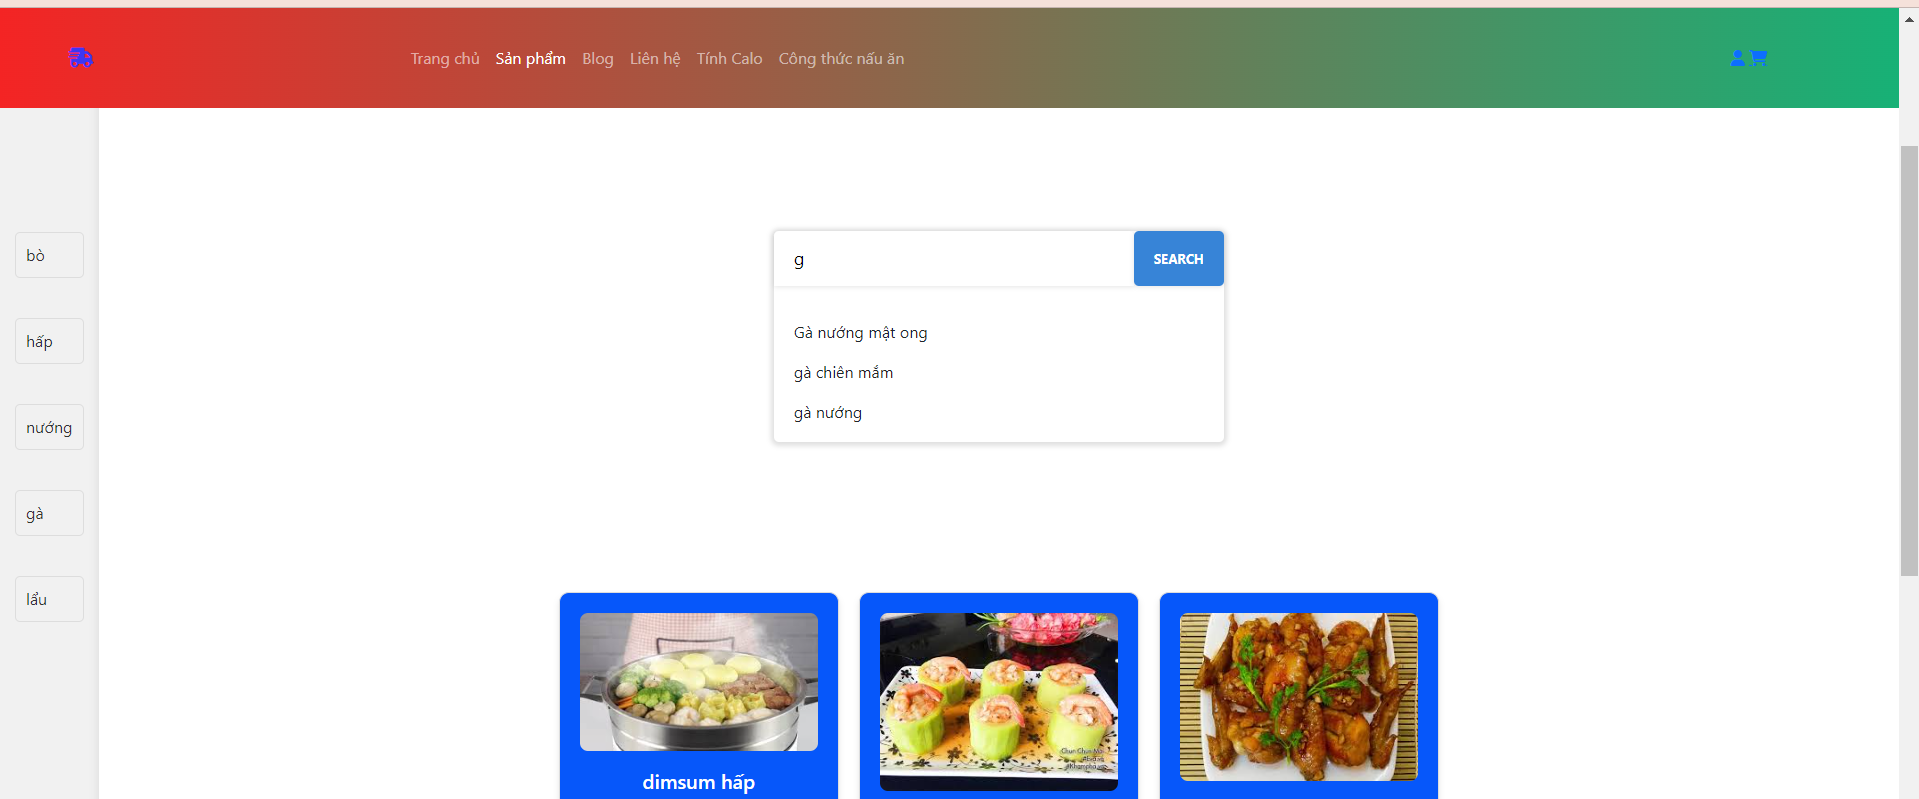 Trang chủ Sản phẩm Blog Liên hệ Tính Calo Công thức nấu ăn
bò
hấp
nướng
gà
lẩu
g SEARCH
Gà nướng mật ong
gà chiên mắm
gà nướng
dimsum hấp